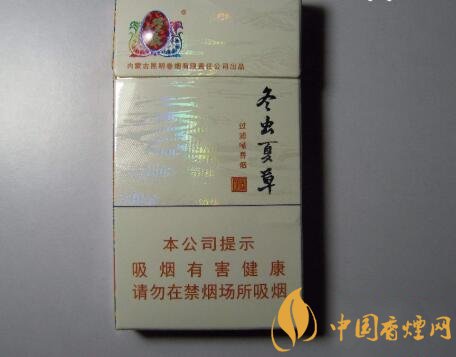 内蒙古昆明卷烟有限责任公司出品
冬虫夏草
过滤嘴香烟
本公司提示
吸烟有害健康
请勿在禁烟场所吸烟
中国香烟网